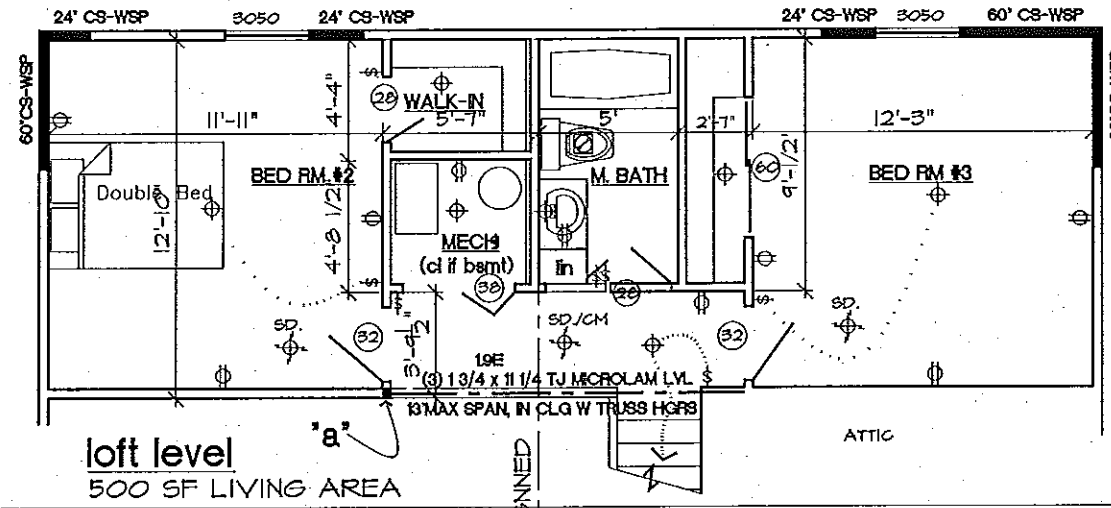 24" CS-WSP 3050 24" CS-WSP 24" CS-WSP 3050 60" CS-WSP
60"CS-WSP
4'-4"
28
WALK-IN
11'-11" 5'-7" 5' 2'-7" 12'-3"
BED RM. #2 M. BATH 60 9'-1/2" BED RM #3
Double Bed
12'-10"
4'-8 1/2"
MECH
(cl if bsmt) lin
38 28
SD. SD./CM SD.
32 3'-9 1/2" 32
1.9E
(3) 1 3/4 x 11 1/4 TJ MICROLAM LVL
13' MAX SPAN, IN CLG W TRUSS HGRS
"a" ATTIC
loft level
500 SF LIVING AREA